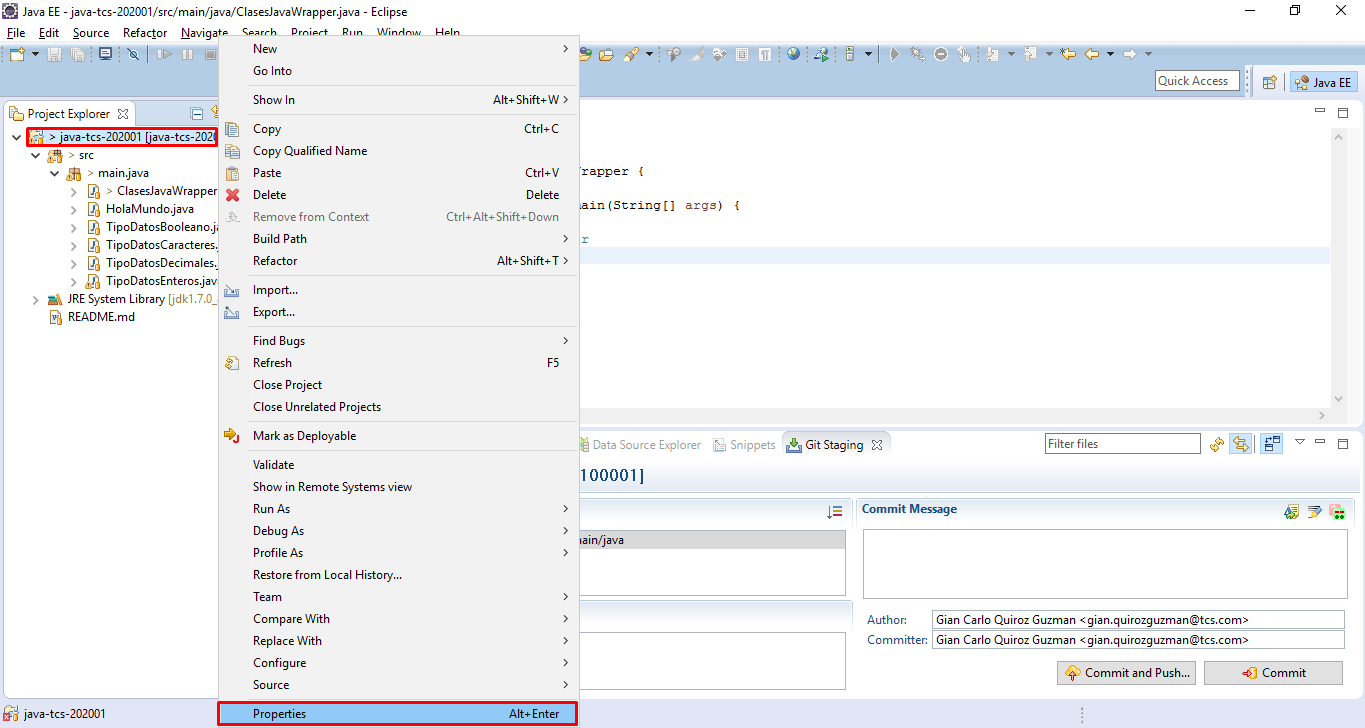 Java EE - java-tcs-202001/src/main/java/ClasesJavaWrapper.java - Eclipse
File Edit Source Refactor Navigate Search Project Run Window Help
Quick Access
Java EE
Project Explorer
> java-tcs-202001 [java-tcs-202
> src
> main.java
> ClasesJavaWrapper
HolaMundo.java
TipoDatosBooleano.ja
TipoDatosCaracteres.
TipoDatosDecimales.
TipoDatosEnteros.java
JRE System Library [jdk1.7.0_
README.md
New
Go Into
Show In Alt+Shift+W
Copy Ctrl+C
Copy Qualified Name
Paste Ctrl+V
Delete Delete
Remove from Context Ctrl+Alt+Shift+Down
Build Path
Refactor Alt+Shift+T
Import...
Export...
Find Bugs
Refresh F5
Close Project
Close Unrelated Projects
Mark as Deployable
Validate
Show in Remote Systems view
Run As
Debug As
Profile As
Restore from Local History...
Team
Compare With
Replace With
Configure
Source
Properties Alt+Enter
rapper {
ain(String[] args) {
r
Data Source Explorer
Snippets
Git Staging
Filter files
100001]
ain/java
Commit Message
Author: Gian Carlo Quiroz Guzman <gian.quirozguzman@tcs.com>
Committer: Gian Carlo Quiroz Guzman <gian.quirozguzman@tcs.com>
Commit and Push...
Commit
java-tcs-202001